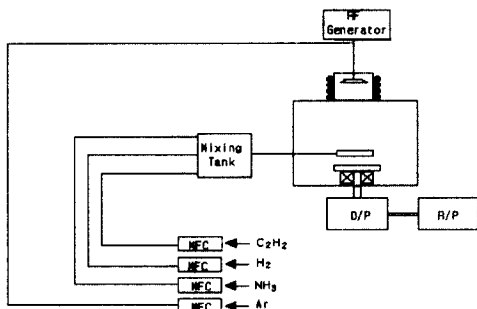 RF
Generator
Mixing
Tank
D/P
R/P
MFC
C₂H₂
MFC
H₂
MFC
NH₃
MFC
Ar